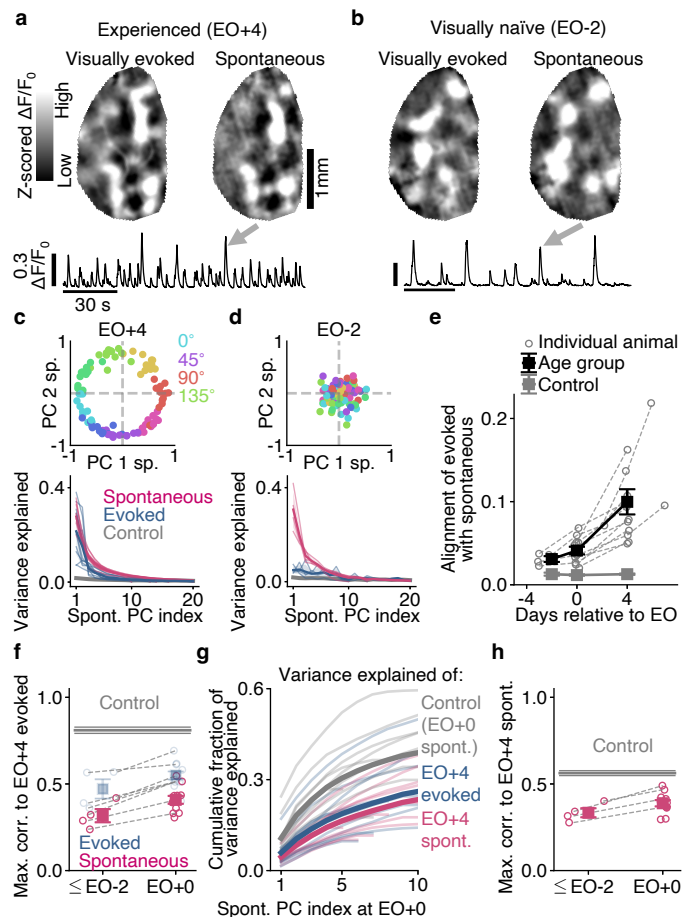 a
Experienced (EO+4)
Visually evoked
Spontaneous
Z-scored ΔF/F0
High
Low
1mm
0.3
ΔF/F0
30 s
b
Visually naïve (EO-2)
Visually evoked
Spontaneous
c
EO+4
1
PC 2 sp.
-1
-1
PC 1 sp.
1
0°
45°
90°
135°
Variance explained
0.4
0.0
Spontaneous
Evoked
Control
1
10
20
Spont. PC index
d
EO-2
1
PC 2 sp.
-1
-1
PC 1 sp.
1
Variance explained
0.4
0.0
1
10
20
Spont. PC index
e
Individual animal
Age group
Control
Alignment of evoked
with spontaneous
0.2
0.1
0.00
-4
0
4
Days relative to EO
f
Max. corr. to EO+4 evoked
1.0
0.5
0.0
Control
Evoked
Spontaneous
≤ EO-2
EO+0
g
Variance explained of:
Cumulative fraction of
variance explained
0.6
0.3
0.0
Control
(EO+0
spont.)
EO+4
evoked
EO+4
spont.
1
5
10
Spont. PC index at EO+0
h
Max. corr. to EO+4 spont.
1.0
0.5
0.0
Control
≤ EO-2
EO+0